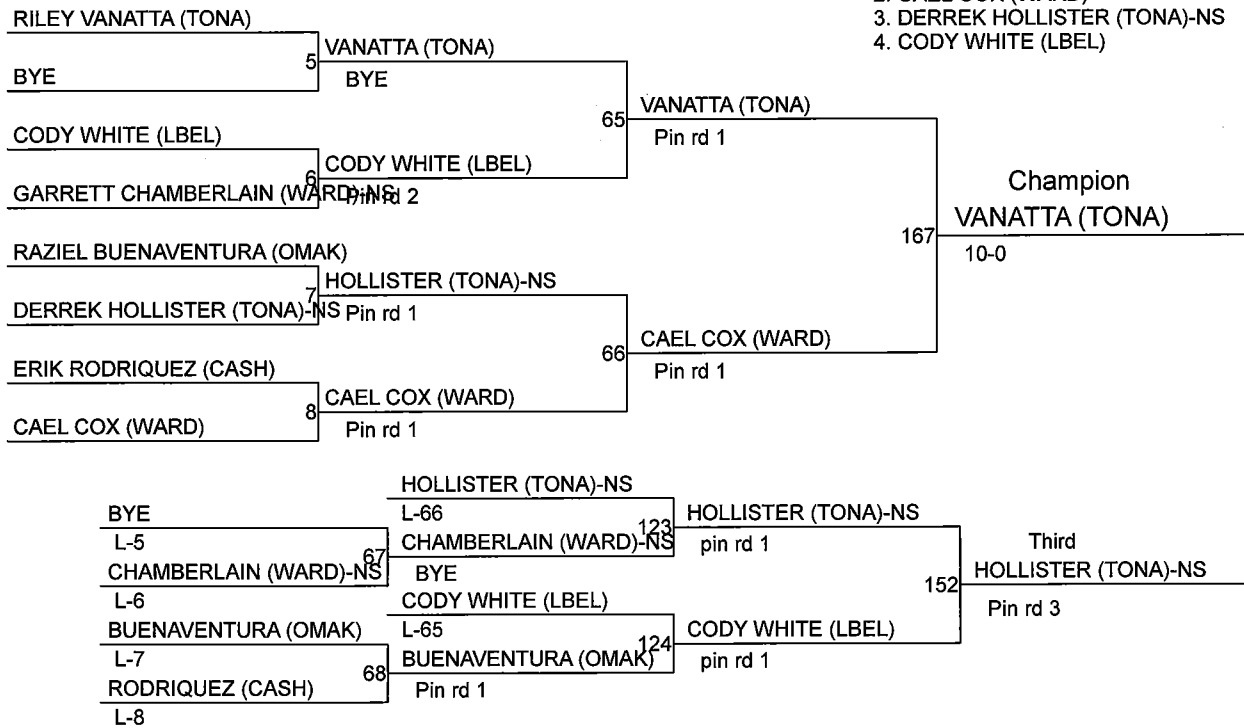 2. CAEL COX (WARD)
3. DERREK HOLLISTER (TONA)-NS
4. CODY WHITE (LBEL)
RILEY VANATTA (TONA)
5
VANATTA (TONA)
BYE
BYE
65
VANATTA (TONA)
Pin rd 1
CODY WHITE (LBEL)
6
CODY WHITE (LBEL)
GARRETT CHAMBERLAIN (WARD)-NS
Pin rd 2
167
Champion
VANATTA (TONA)
10-0
RAZIEL BUENAVENTURA (OMAK)
7
HOLLISTER (TONA)-NS
DERREK HOLLISTER (TONA)-NS
Pin rd 1
66
CAEL COX (WARD)
Pin rd 1
ERIK RODRIQUEZ (CASH)
8
CAEL COX (WARD)
CAEL COX (WARD)
Pin rd 1
HOLLISTER (TONA)-NS
BYE
L-66
123
HOLLISTER (TONA)-NS
L-5
67
CHAMBERLAIN (WARD)-NS
pin rd 1
CHAMBERLAIN (WARD)-NS
BYE
L-6
152
Third
HOLLISTER (TONA)-NS
Pin rd 3
CODY WHITE (LBEL)
BUENAVENTURA (OMAK)
L-65
124
CODY WHITE (LBEL)
L-7
68
BUENAVENTURA (OMAK)
pin rd 1
RODRIQUEZ (CASH)
Pin rd 1
L-8